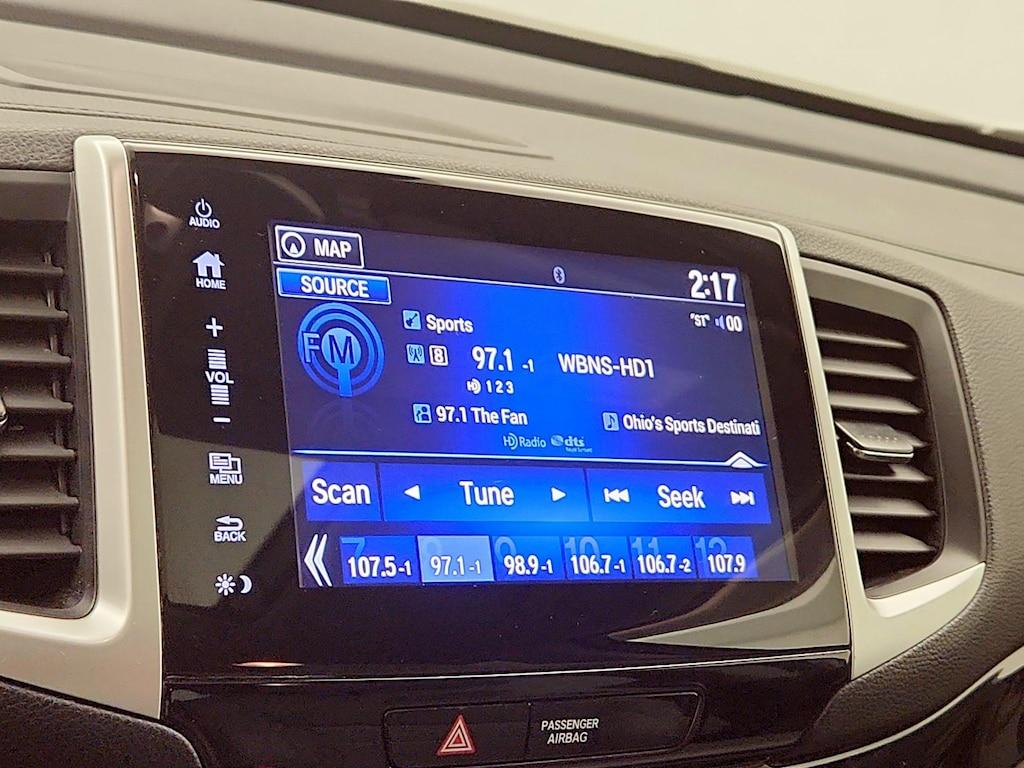 AUDIO
HOME
+
VOL
−
MENU
BACK
MAP
2:17
SOURCE
"ST" 00
FM
Sports
8 97.1 -1 WBNS-HD1
HD 1 2 3
97.1 The Fan
Ohio's Sports Destinati
HD Radio dts
Scan Tune Seek
7 8 9 10 11 12
107.5-1 97.1-1 98.9-1 106.7-1 106.7-2 107.9
PASSENGER
AIRBAG